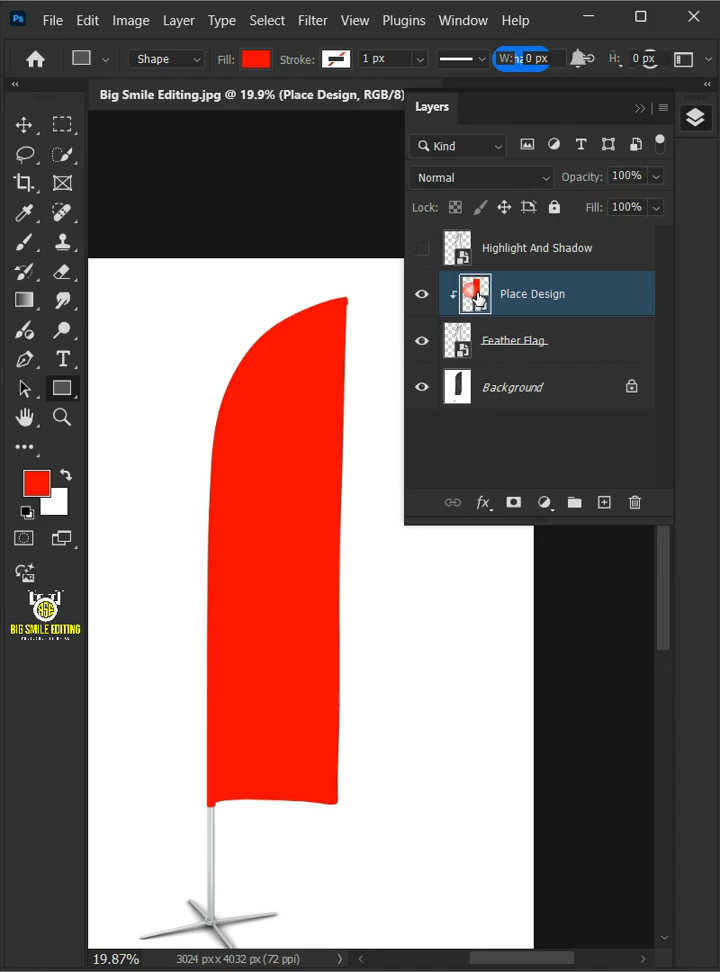 Ps File Edit Image Layer Type Select Filter View Plugins Window Help
Shape Fill: Stroke: 1 px W: 0 px H: 0 px
Big Smile Editing.jpg @ 19.9% (Place Design, RGB/8)
Layers
Kind
Normal Opacity: 100%
Lock: Fill: 100%
Highlight And Shadow
Place Design
Feather Flag
Background
fx
BIG SMILE EDITING
19.87% 3024 px x 4032 px (72 ppi)